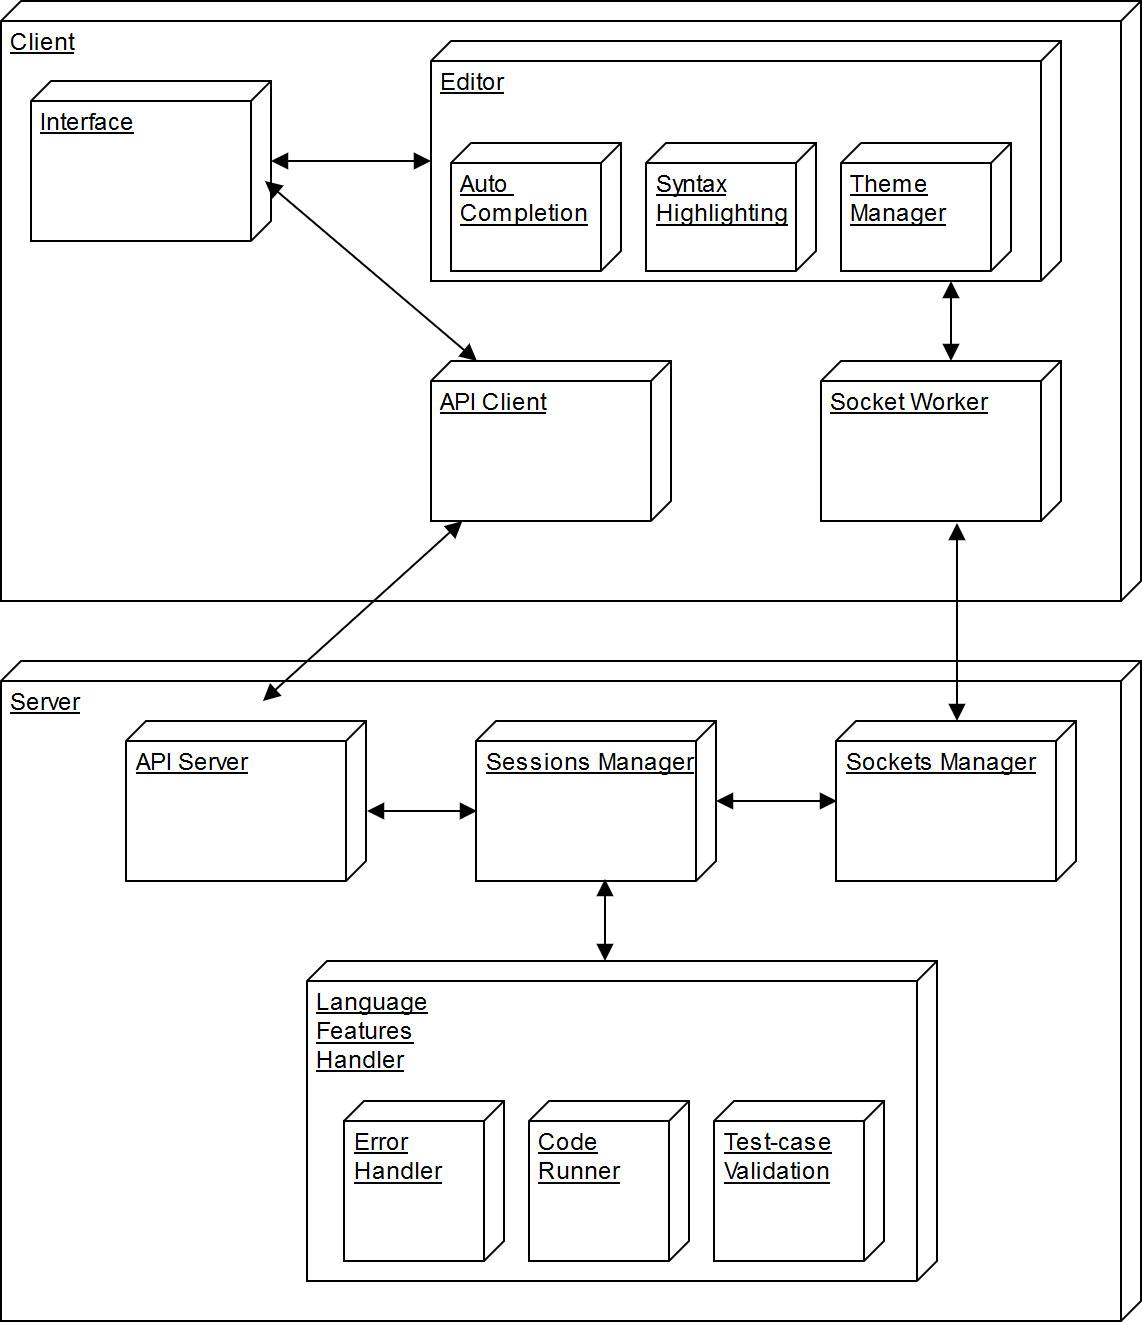 Client
Editor
Interface
Auto
Completion
Syntax
Highlighting
Theme
Manager
API Client
Socket Worker
Server
API Server
Sessions Manager
Sockets Manager
Language
Features
Handler
Error
Handler
Code
Runner
Test-case
Validation